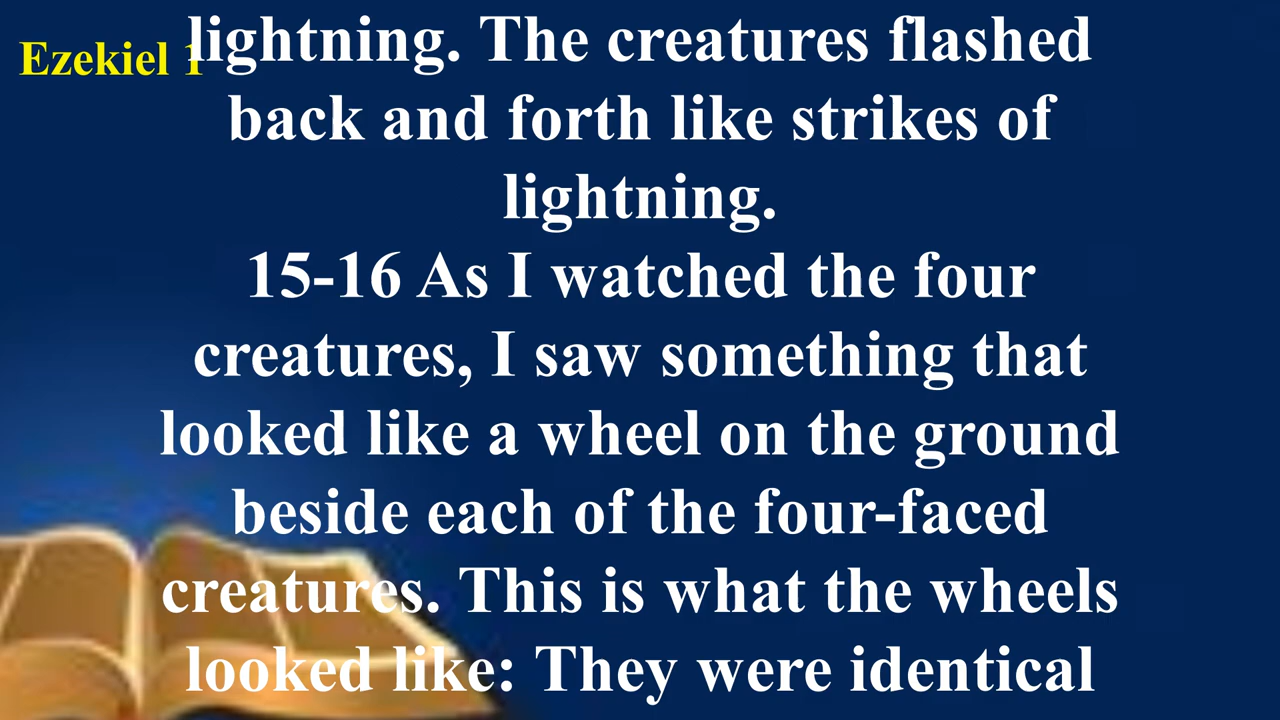 Ezekiel 1
lightning. The creatures flashed
back and forth like strikes of
lightning.
15-16 As I watched the four
creatures, I saw something that
looked like a wheel on the ground
beside each of the four-faced
creatures. This is what the wheels
looked like: They were identical